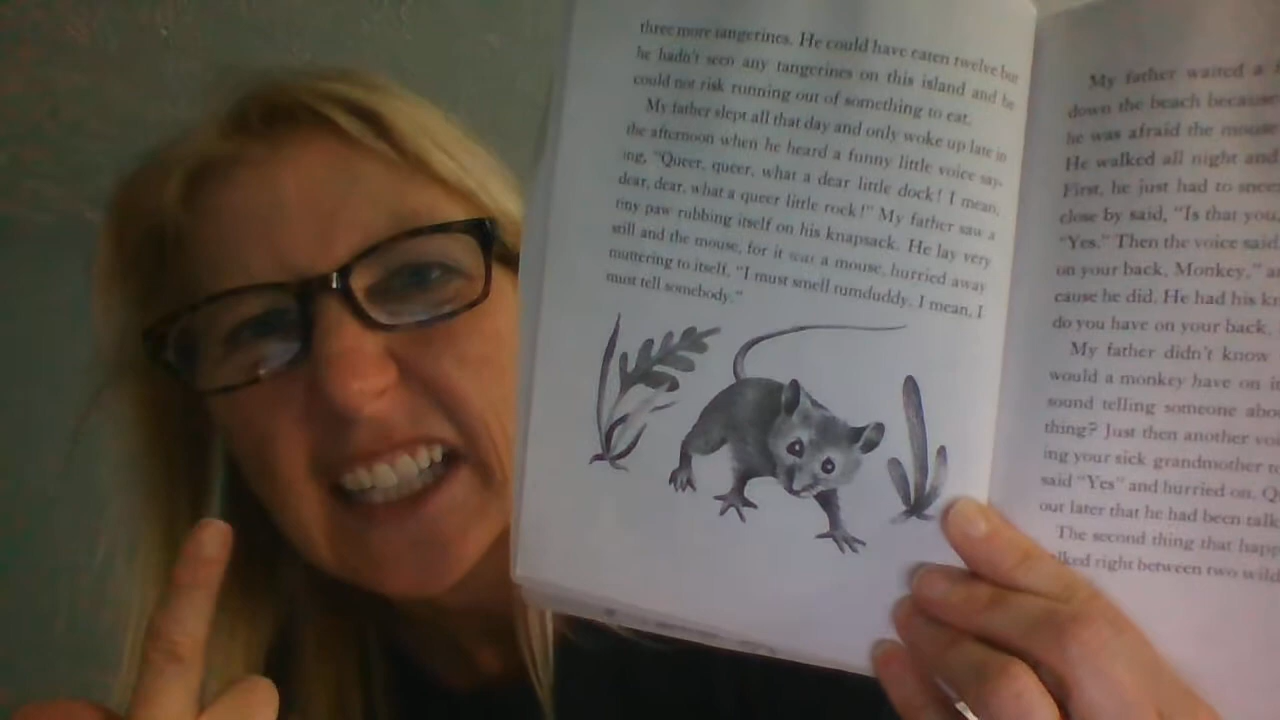 three more tangerines. He could have eaten twelve but
he hadn't seen any tangerines on this island and he
could not risk running out of something to eat.
My father slept all that day and only woke up late in
the afternoon when he heard a funny little voice say-
ing, "Queer, queer, what a dear little dock! I mean,
dear, dear, what a queer little rock!" My father saw a
tiny paw rubbing itself on his knapsack. He lay very
still and the mouse, for it was a mouse, hurried away
muttering to itself, "I must smell tumduddy. I mean, I
must tell somebody."
My father waited a
down the beach because
he was afraid the mouse
He walked all night and
First, he just had to
close by said, "Is that you,
"Yes." Then the voice said
on your back, Monkey,"
cause he did. He had his
do you have on your back,
My father didn't know
would a monkey have on
sound telling someone
thing? Just then another
ing your sick grandmother
said "Yes" and hurried on.
out later that he had been
The second thing that
right between two